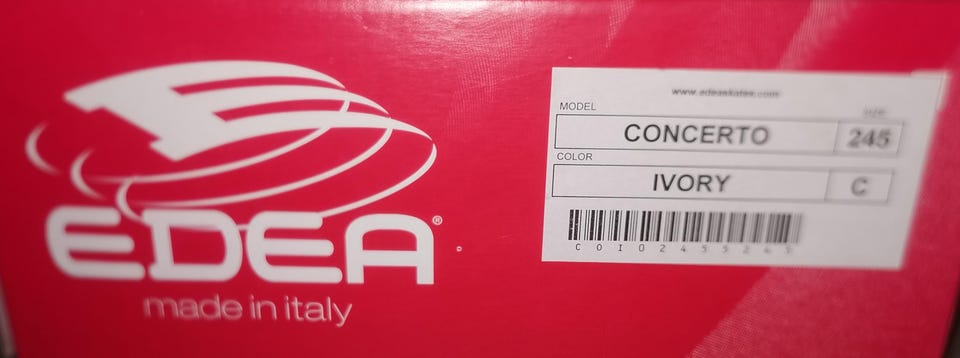 EDEA®
made in italy
www.edeaskates.com
MODEL
SIZE
CONCERTO
245
COLOR
IVORY
C